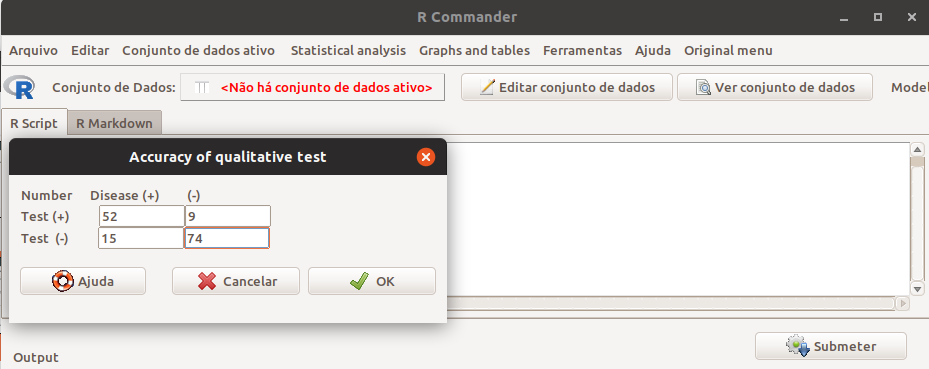 R Commander
Arquivo Editar Conjunto de dados ativo Statistical analysis Graphs and tables Ferramentas Ajuda Original menu
R Conjunto de Dados: <Não há conjunto de dados ativo> Editar conjunto de dados Ver conjunto de dados Model
R Script R Markdown
Accuracy of qualitative test
Number Disease (+) (-)
Test (+) 52 9
Test (-) 15 74
Ajuda Cancelar OK
Submeter
Output